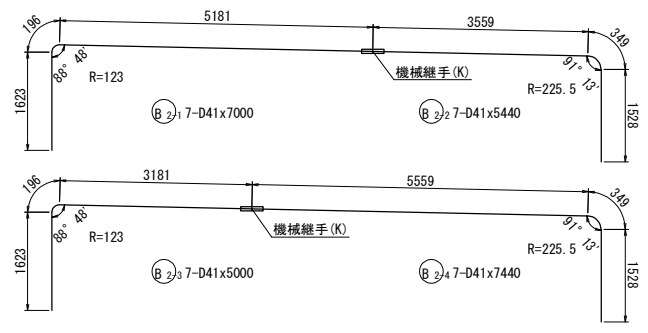 5181
3559
196
349
88° 48'
91° 13'
機械継手(K)
R=123
R=225.5
1623
1528
B 2-1 7-D41x7000
B 2-2 7-D41x5440
3181
5559
196
349
88° 48'
91° 13'
機械継手(K)
R=123
R=225.5
1623
1528
B 2-3 7-D41x5000
B 2-4 7-D41x7440